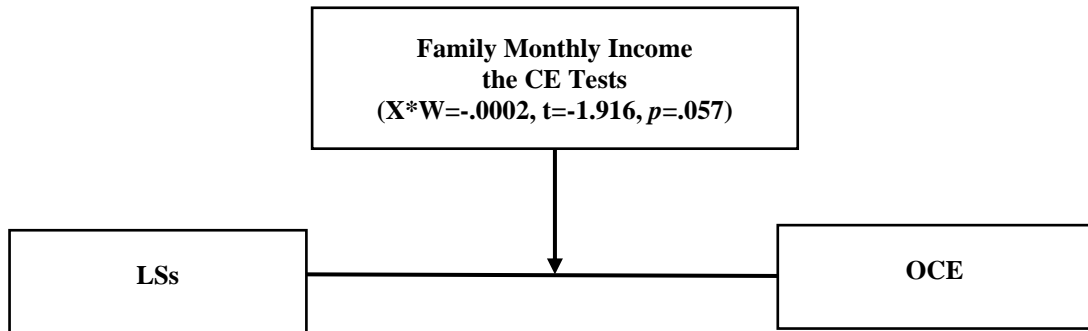 Family Monthly Income
the CE Tests
(X*W=-.0002, t=-1.916, p=.057)
LSs
OCE